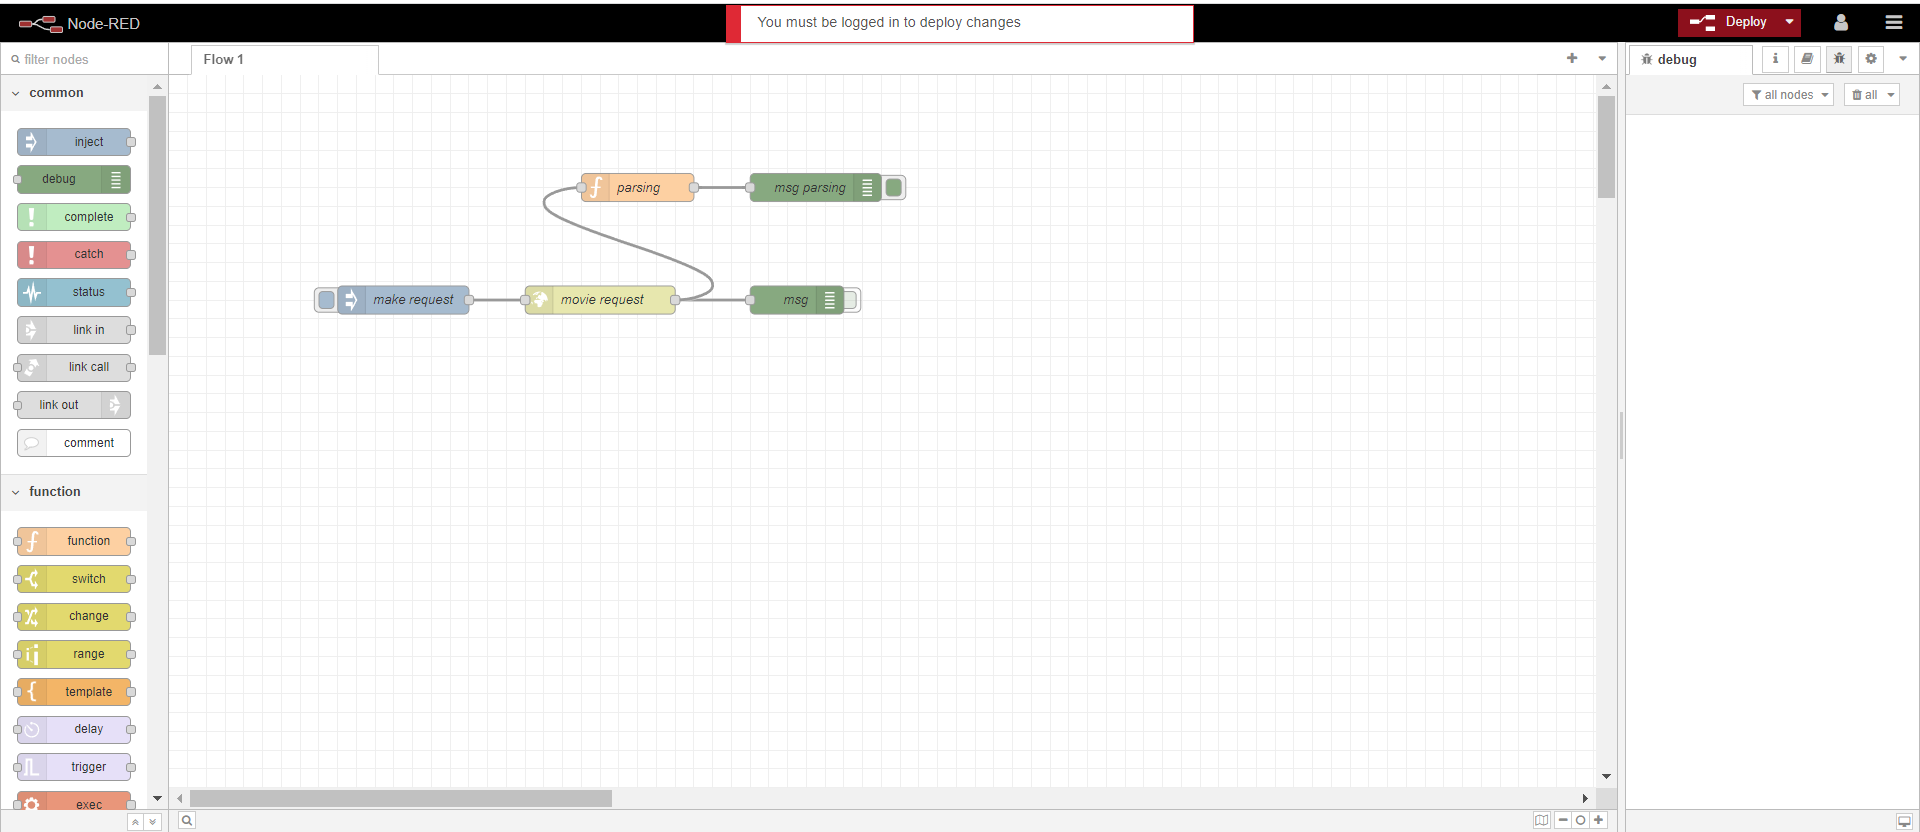 Node-RED
You must be logged in to deploy changes
Deploy
filter nodes
Flow 1
debug
i
all nodes
all
common
inject
debug
complete
catch
status
link in
link call
link out
comment
function
function
switch
change
range
template
delay
trigger
exec
parsing
msg parsing
make request
movie request
msg